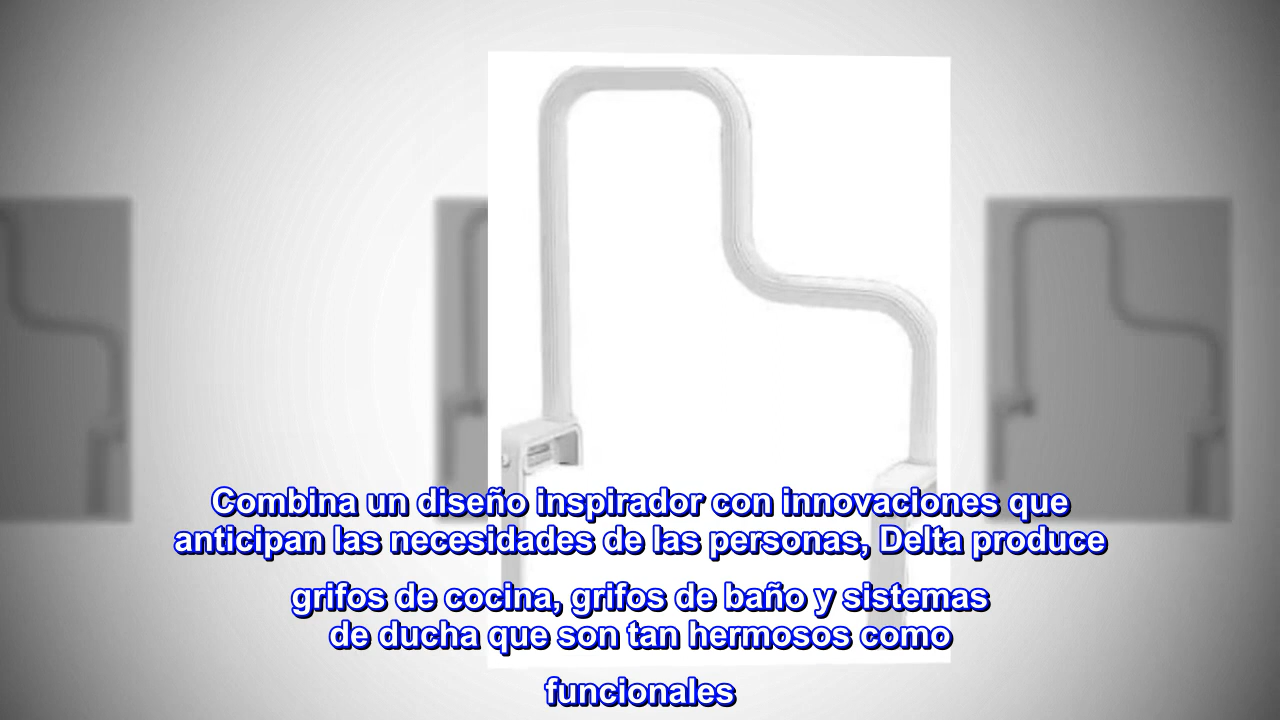 Combina un diseño inspirador con innovaciones que
anticipan las necesidades de las personas, Delta produce
grifos de cocina, grifos de baño y sistemas
de ducha que son tan hermosos como
funcionales